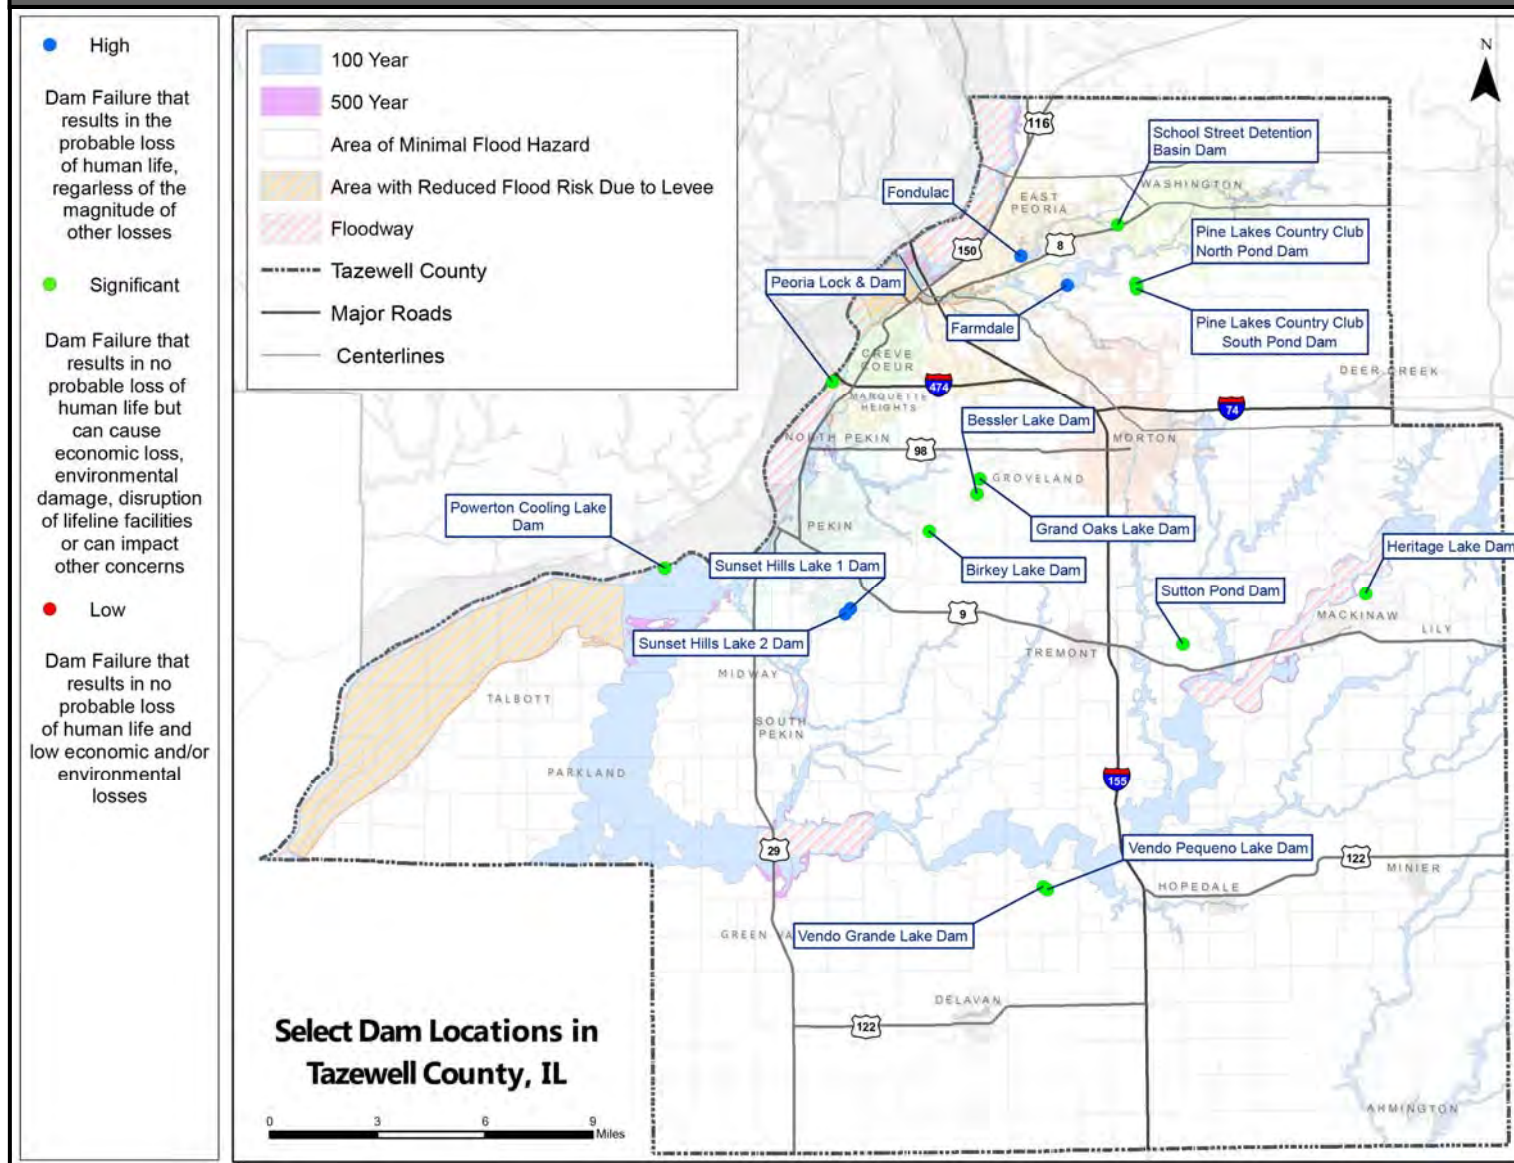 High
Dam Failure that
results in the
probable loss
of human life,
regarless of the
magnitude of
other losses
Significant
Dam Failure that
results in no
probable loss of
human life but
can cause
economic loss,
environmental
damage, disruption
of lifeline facilities
or can impact
other concerns
Low
Dam Failure that
results in no
probable loss
of human life and
low economic and/or
environmental
losses
100 Year
500 Year
Area of Minimal Flood Hazard
Area with Reduced Flood Risk Due to Levee
Floodway
Tazewell County
Major Roads
Centerlines
N
116
School Street Detention
Basin Dam
WASHINGTON
Fondulac
EAST
PEORIA
150
8
Pine Lakes Country Club
North Pond Dam
Peoria Lock & Dam
Farmdale
Pine Lakes Country Club
South Pond Dam
CREVE
COEUR
DEER CREEK
474
74
MARQUETTE
HEIGHTS
Bessler Lake Dam
NORTH PEKIN
98
MORTON
GROVELAND
Powerton Cooling Lake
Dam
PEKIN
Grand Oaks Lake Dam
Heritage Lake Dam
Sunset Hills Lake 1 Dam
Birkey Lake Dam
Sutton Pond Dam
9
MACKINAW
LILY
Sunset Hills Lake 2 Dam
TREMONT
MIDWAY
TALBOTT
SOUTH
PEKIN
PARKLAND
155
29
Vendo Pequeno Lake Dam
122
MINIER
HOPEDALE
GREEN VA
Vendo Grande Lake Dam
DELAVAN
122
Select Dam Locations in
Tazewell County, IL
0 3 6 9
Miles
ARMINGTON